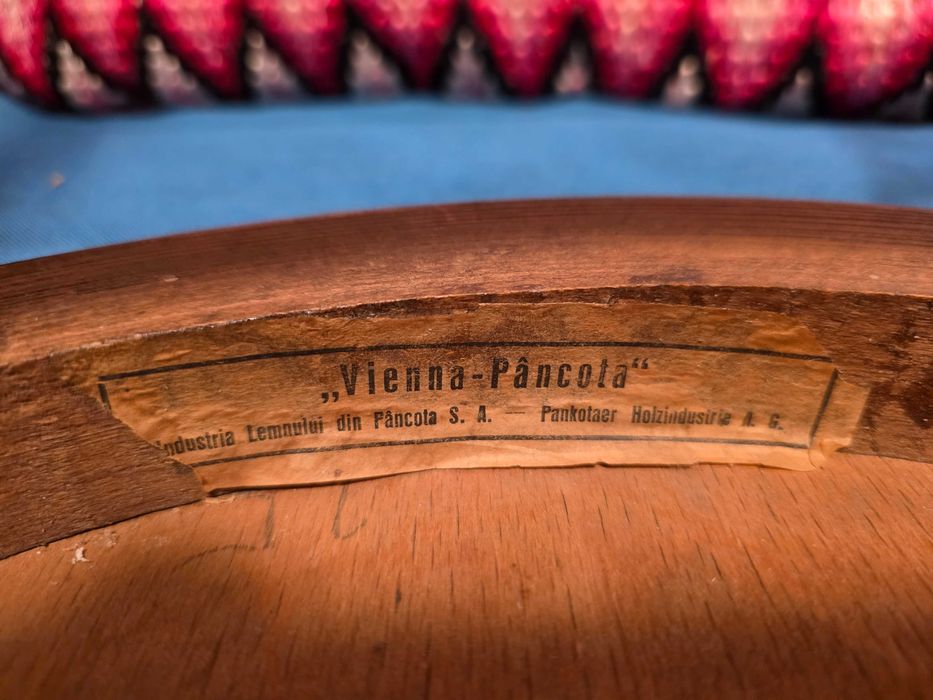 „Vienna-Pâncota“
Industria Lemnului din Pâncota S. A. — Pankotaer Holzindustrie A. G.